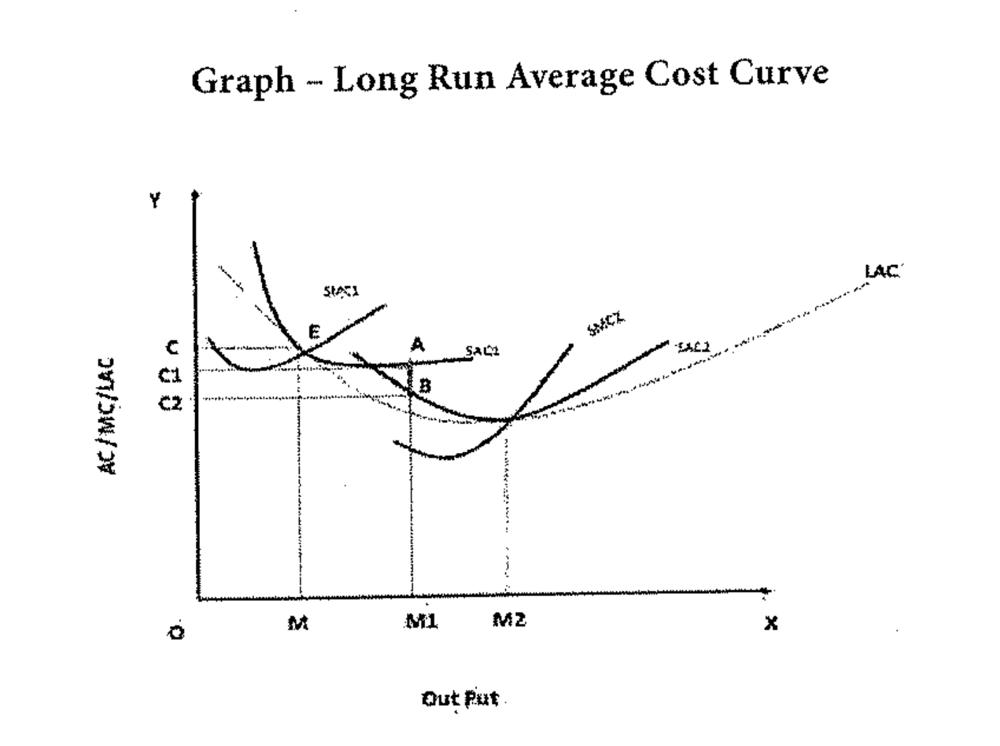 Graph – Long Run Average Cost Curve
Y
LAC
SMC1
SMC2
E
C
A
SAC1
SAC2
C1
B
C2
AC/MC/LAC
M
M1
M2
X
O
Out Put